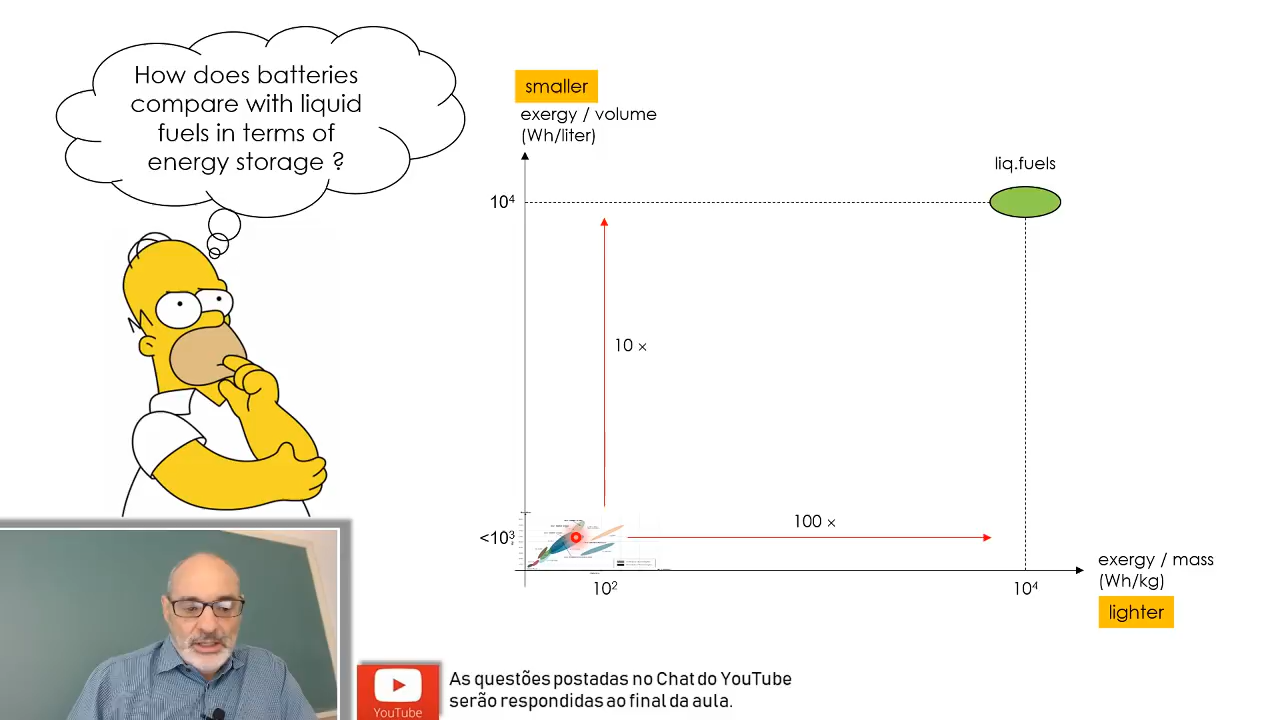 How does batteries
compare with liquid
fuels in terms of
energy storage ?
smaller
exergy / volume
(Wh/liter)
liq.fuels
10⁴
10 ×
100 ×
<10³
10²
10⁴
exergy / mass
(Wh/kg)
lighter
YouTube
As questões postadas no Chat do YouTube
serão respondidas ao final da aula.